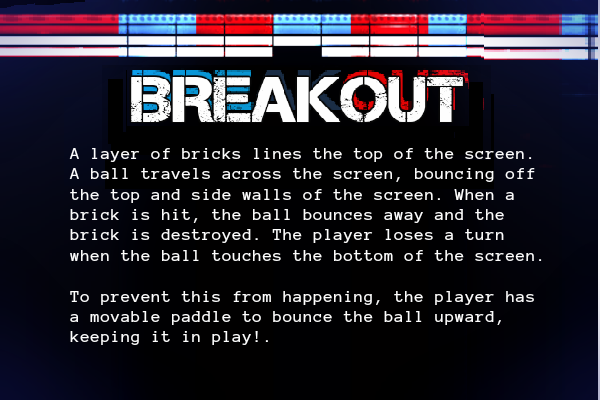 BREAKOUT
A layer of bricks lines the top of the screen.
A ball travels across the screen, bouncing off
the top and side walls of the screen. When a
brick is hit, the ball bounces away and the
brick is destroyed. The player loses a turn
when the ball touches the bottom of the screen.
To prevent this from happening, the player has
a movable paddle to bounce the ball upward,
keeping it in play!.